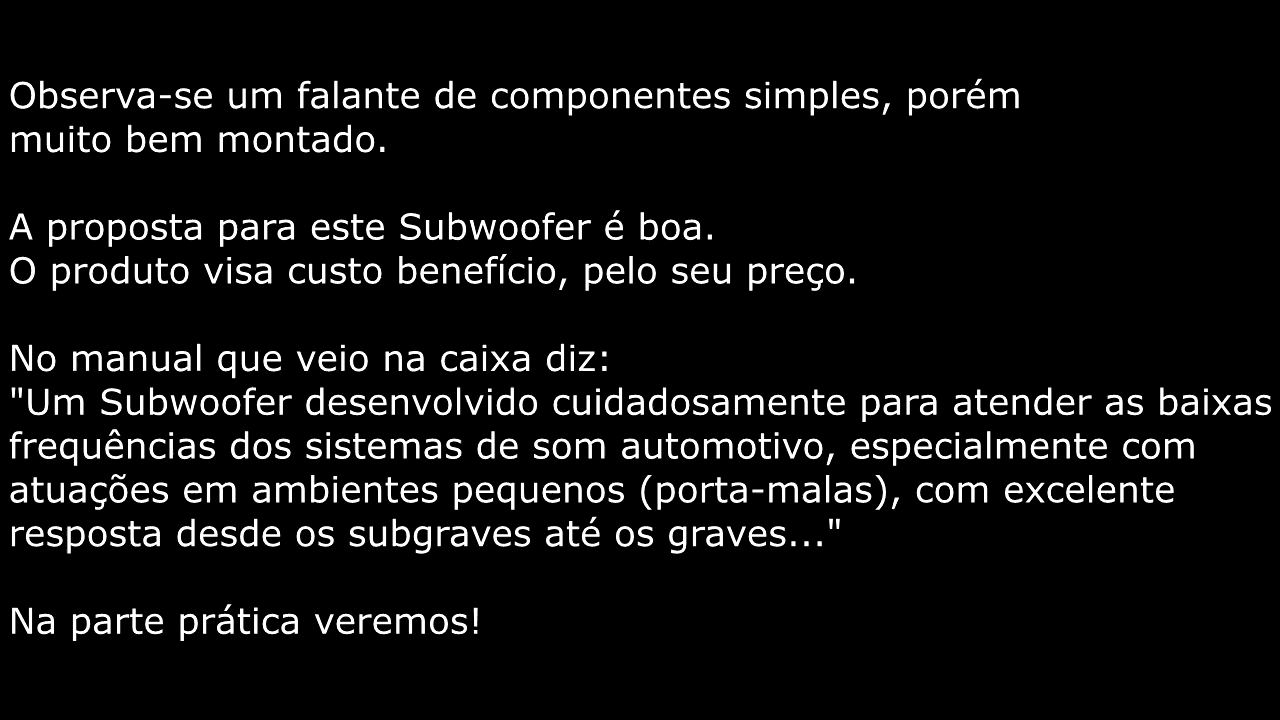 Observa-se um falante de componentes simples, porém
muito bem montado.
A proposta para este Subwoofer é boa.
O produto visa custo benefício, pelo seu preço.
No manual que veio na caixa diz:
"Um Subwoofer desenvolvido cuidadosamente para atender as baixas
frequências dos sistemas de som automotivo, especialmente com
atuações em ambientes pequenos (porta-malas), com excelente
resposta desde os subgraves até os graves..."
Na parte prática veremos!